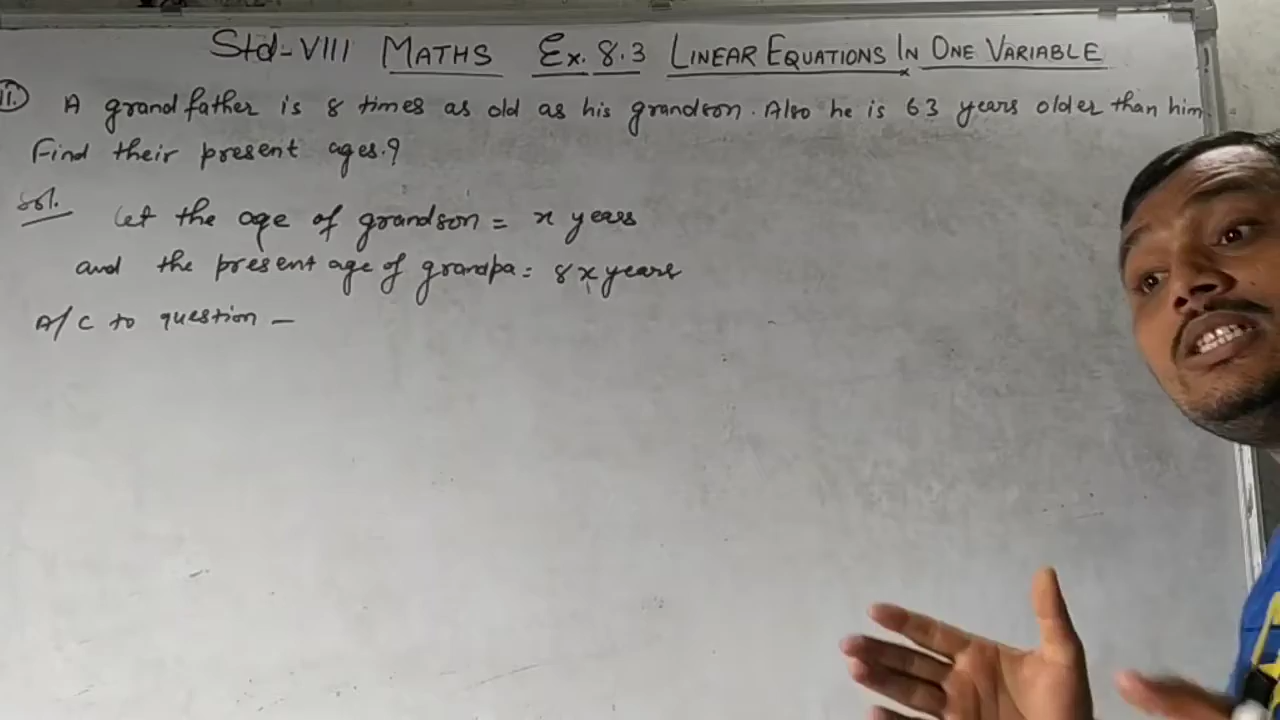 Std-VIII MATHS Ex. 8.3 LINEAR EQUATIONS IN ONE VARIABLE
11. A grandfather is 8 times as old as his grandson. Also he is 63 years older than him
Find their present ages.?
Sol. Let the age of grandson = x years
and the present age of grandpa = 8x years
A/C to question –